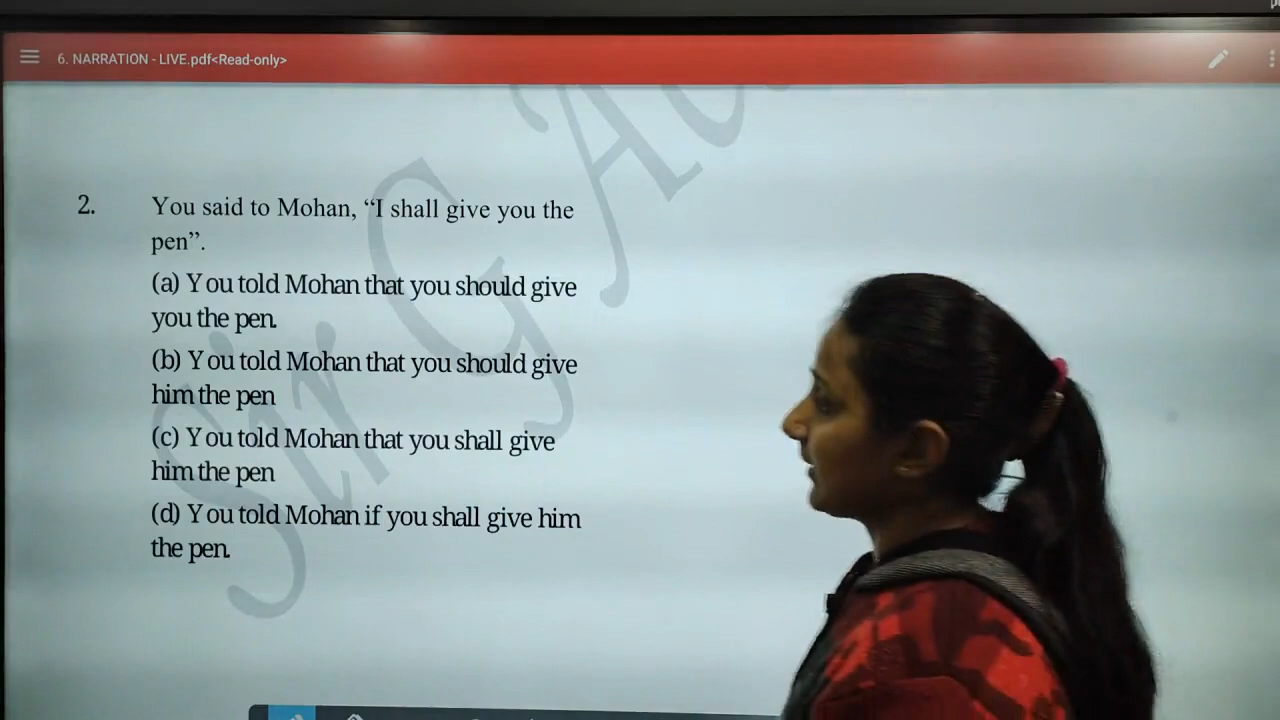 6. NARRATION - LIVE.pdf<Read-only>
Sir G
2. You said to Mohan, “I shall give you the
pen”.
(a) You told Mohan that you should give
you the pen.
(b) You told Mohan that you should give
him the pen
(c) You told Mohan that you shall give
him the pen
(d) You told Mohan if you shall give him
the pen.